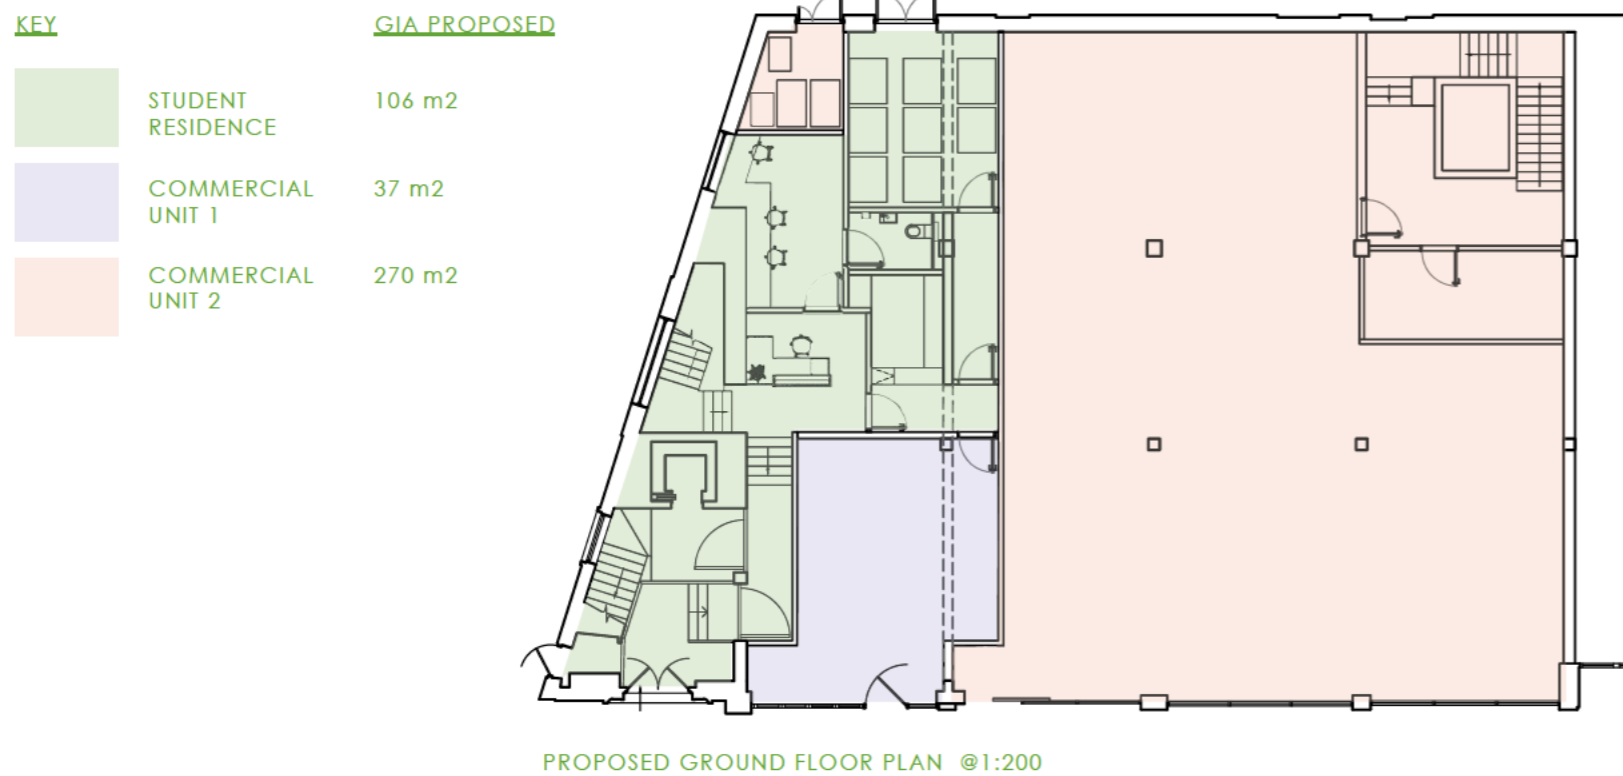 KEY
GIA PROPOSED
STUDENT
RESIDENCE
106 m2
COMMERCIAL
UNIT 1
37 m2
COMMERCIAL
UNIT 2
270 m2
PROPOSED GROUND FLOOR PLAN @1:200